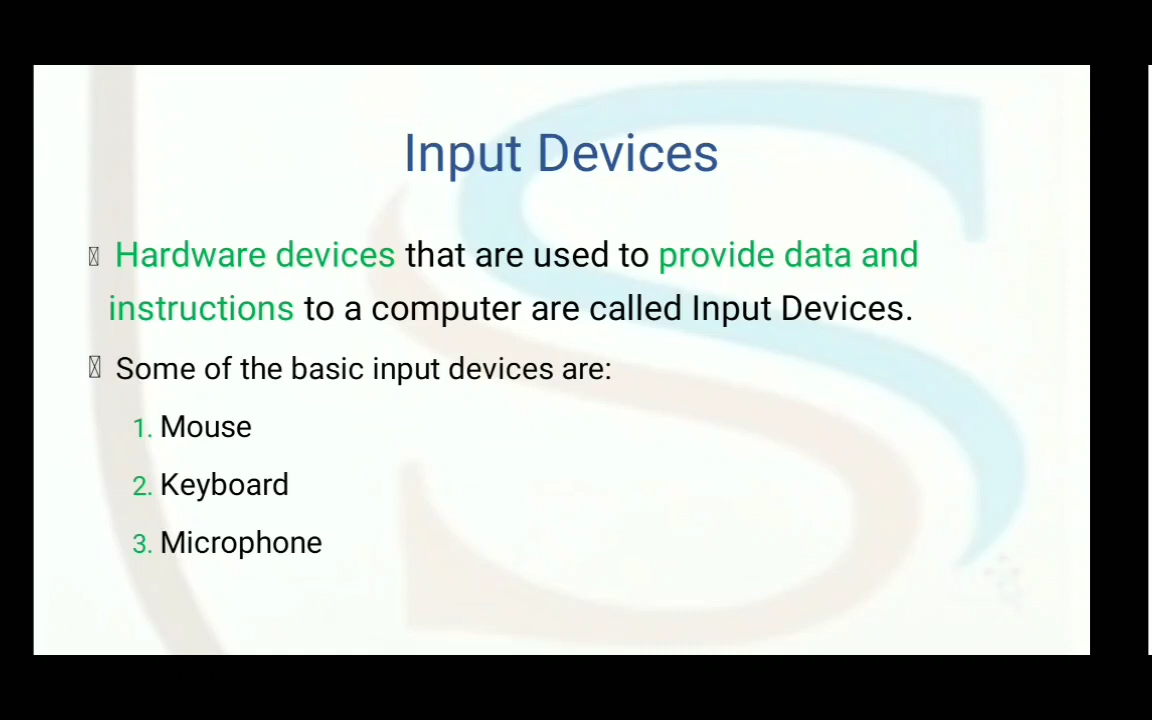 Input Devices
Hardware devices that are used to provide data and
instructions to a computer are called Input Devices.
Some of the basic input devices are:
1. Mouse
2. Keyboard
3. Microphone